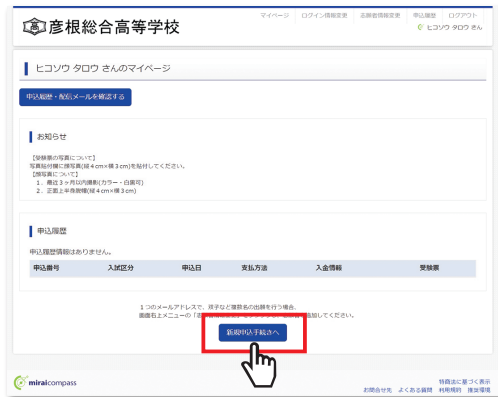 マイページ ログイン情報変更 志願者情報変更 申込履歴 ログアウト
彦根総合高等学校
ヒコソウ タロウ さん
ヒコソウ タロウ さんのマイページ
申込履歴・配信メールを確認する
お知らせ
【受験票の写真について】
写真貼付欄に顔写真(縦4cm×横3cm)を貼付してください。
【顔写真について】
1．最近3ヶ月以内撮影(カラー・白黒可)
2．正面上半身脱帽(縦4cm×横3cm)
申込履歴
申込履歴情報はありません。
申込番号 入試区分 申込日 支払方法 入金情報 受験票
1つのメールアドレスで、双子など複数名の出願を行う場合、
画面右上メニューの「志 追加してください。
新規申込手続きへ
miraicompass
特商法に基づく表示
お問合せ先 よくある質問 利用規約 推奨環境